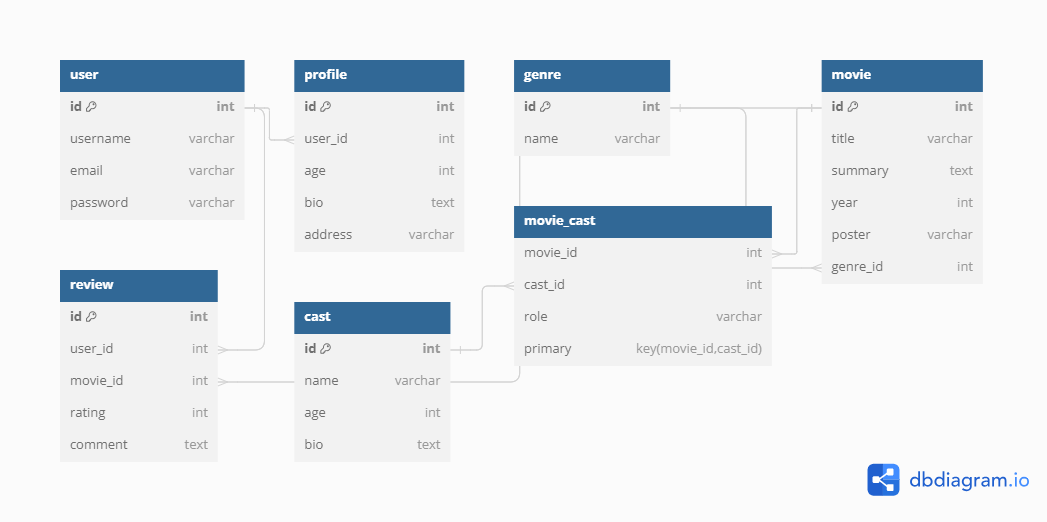 user
id int
username varchar
email varchar
password varchar
profile
id int
user_id int
age int
bio text
address varchar
genre
id int
name varchar
movie
id int
title varchar
summary text
year int
poster varchar
genre_id int
movie_cast
movie_id int
cast_id int
role varchar
primary key(movie_id,cast_id)
review
id int
user_id int
movie_id int
rating int
comment text
cast
id int
name varchar
age int
bio text
dbdiagram.io